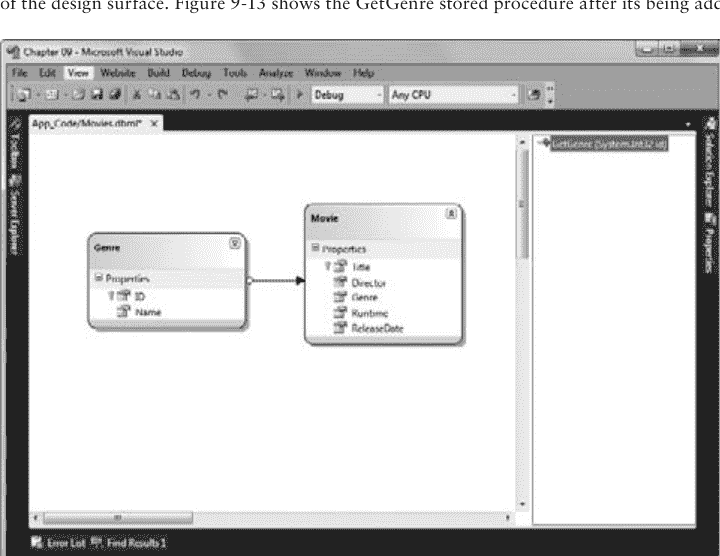 of the design surface. Figure 9-13 shows the GetGenre stored procedure after its being add
Chapter 09 - Microsoft Visual Studio
File Edit View Website Build Debug Tools Analyze Window Help
Debug Any CPU
App_Code/Movies.dbml*
Toolbox
Server Explorer
GetGenre (System.Int32 id)
Solution Explorer
Properties
Genre
Properties
ID
Name
Movie
Properties
Title
Director
Genre
Runtime
ReleaseDate
Error List Find Results 1